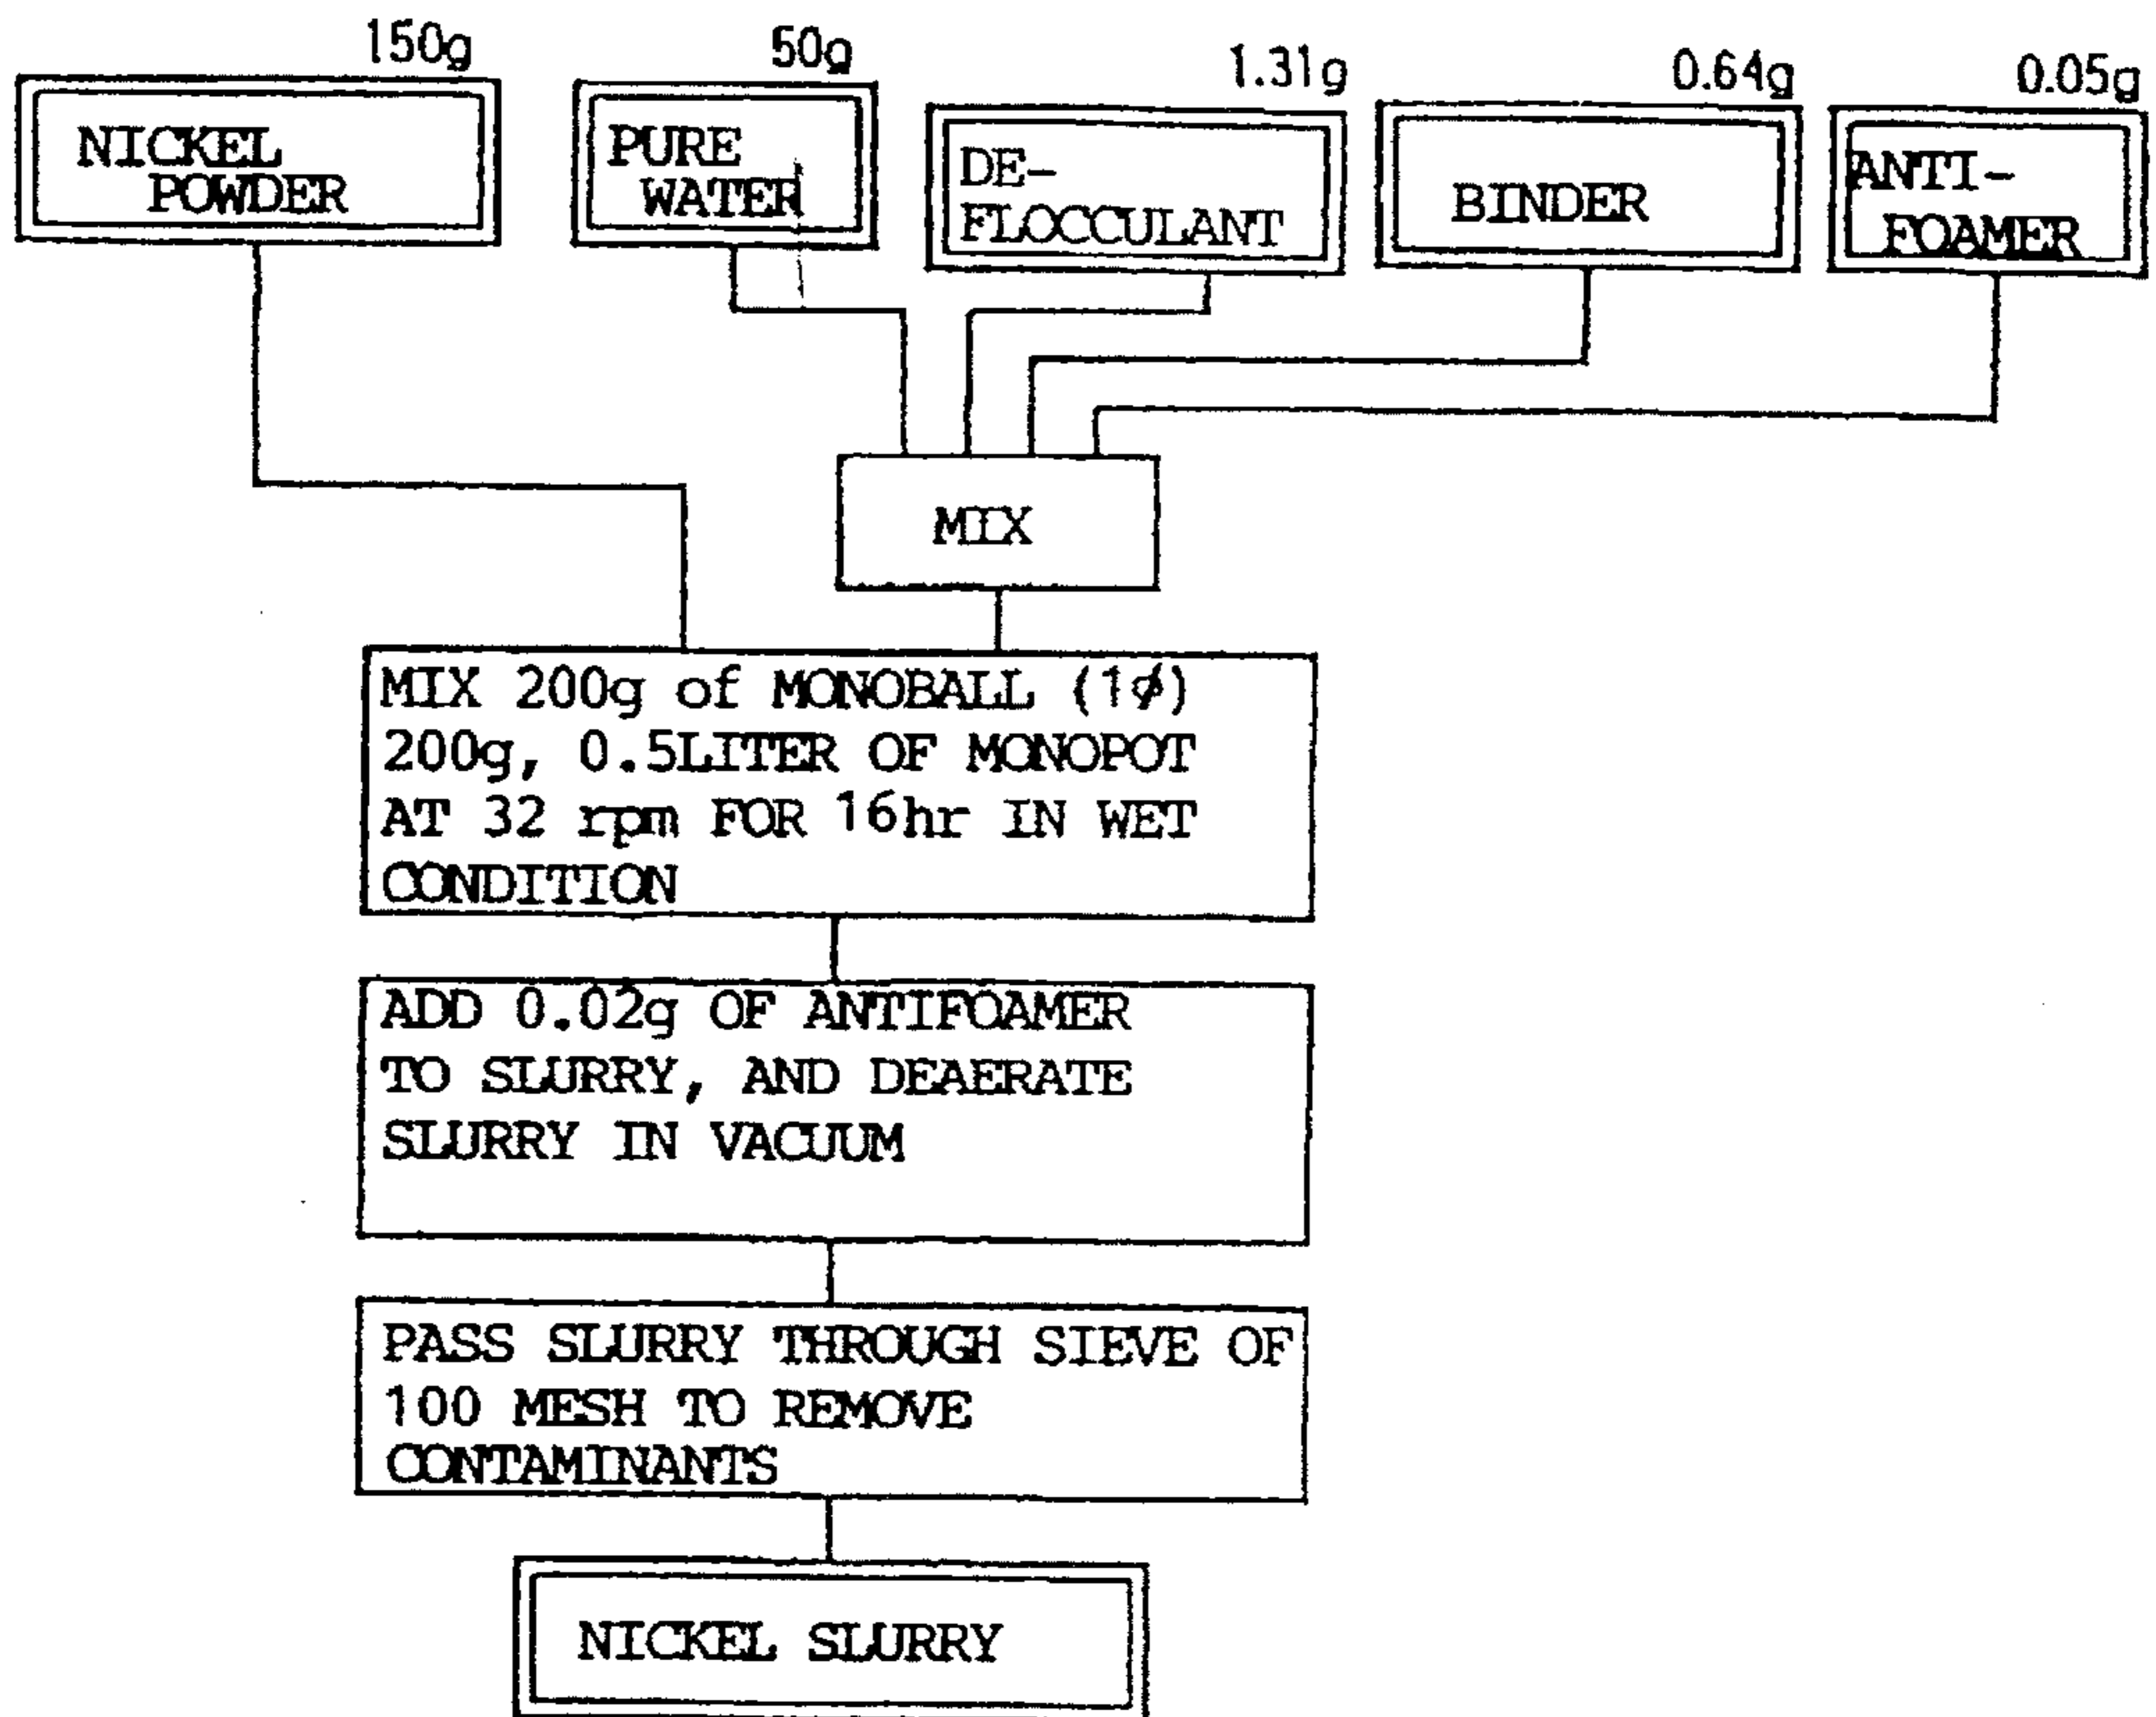 150g
50g
1.31g
0.64g
0.05g
NICKEL
POWDER
PURE
WATER
DE-
FLOCCULANT
BINDER
ANTI-
FOAMER
MIX
MIX 200g of MONOBALL (1ø)
200g, 0.5LITER OF MONOPOT
AT 32 rpm FOR 16hr IN WET
CONDITION
ADD 0.02g OF ANTIFOAMER
TO SLURRY, AND DEAERATE
SLURRY IN VACUUM
PASS SLURRY THROUGH SIEVE OF
100 MESH TO REMOVE
CONTAMINANTS
NICKEL SLURRY